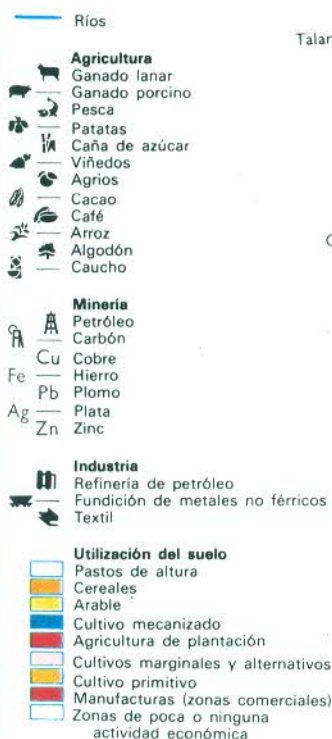 Ríos
Talar
Agricultura
Ganado lanar
Ganado porcino
Pesca
Patatas
Caña de azúcar
Viñedos
Agrios
Cacao
Café
Arroz
Algodón
Caucho
Minería
Petróleo
Carbón
Cu Cobre
Fe — Hierro
Pb Plomo
Ag — Plata
Zn Zinc
Industria
Refinería de petróleo
Fundición de metales no férricos
Textil
Utilización del suelo
Pastos de altura
Cereales
Arable
Cultivo mecanizado
Agricultura de plantación
Cultivos marginales y alternativos
Cultivo primitivo
Manufacturas (zonas comerciales)
Zonas de poca o ninguna
actividad económica